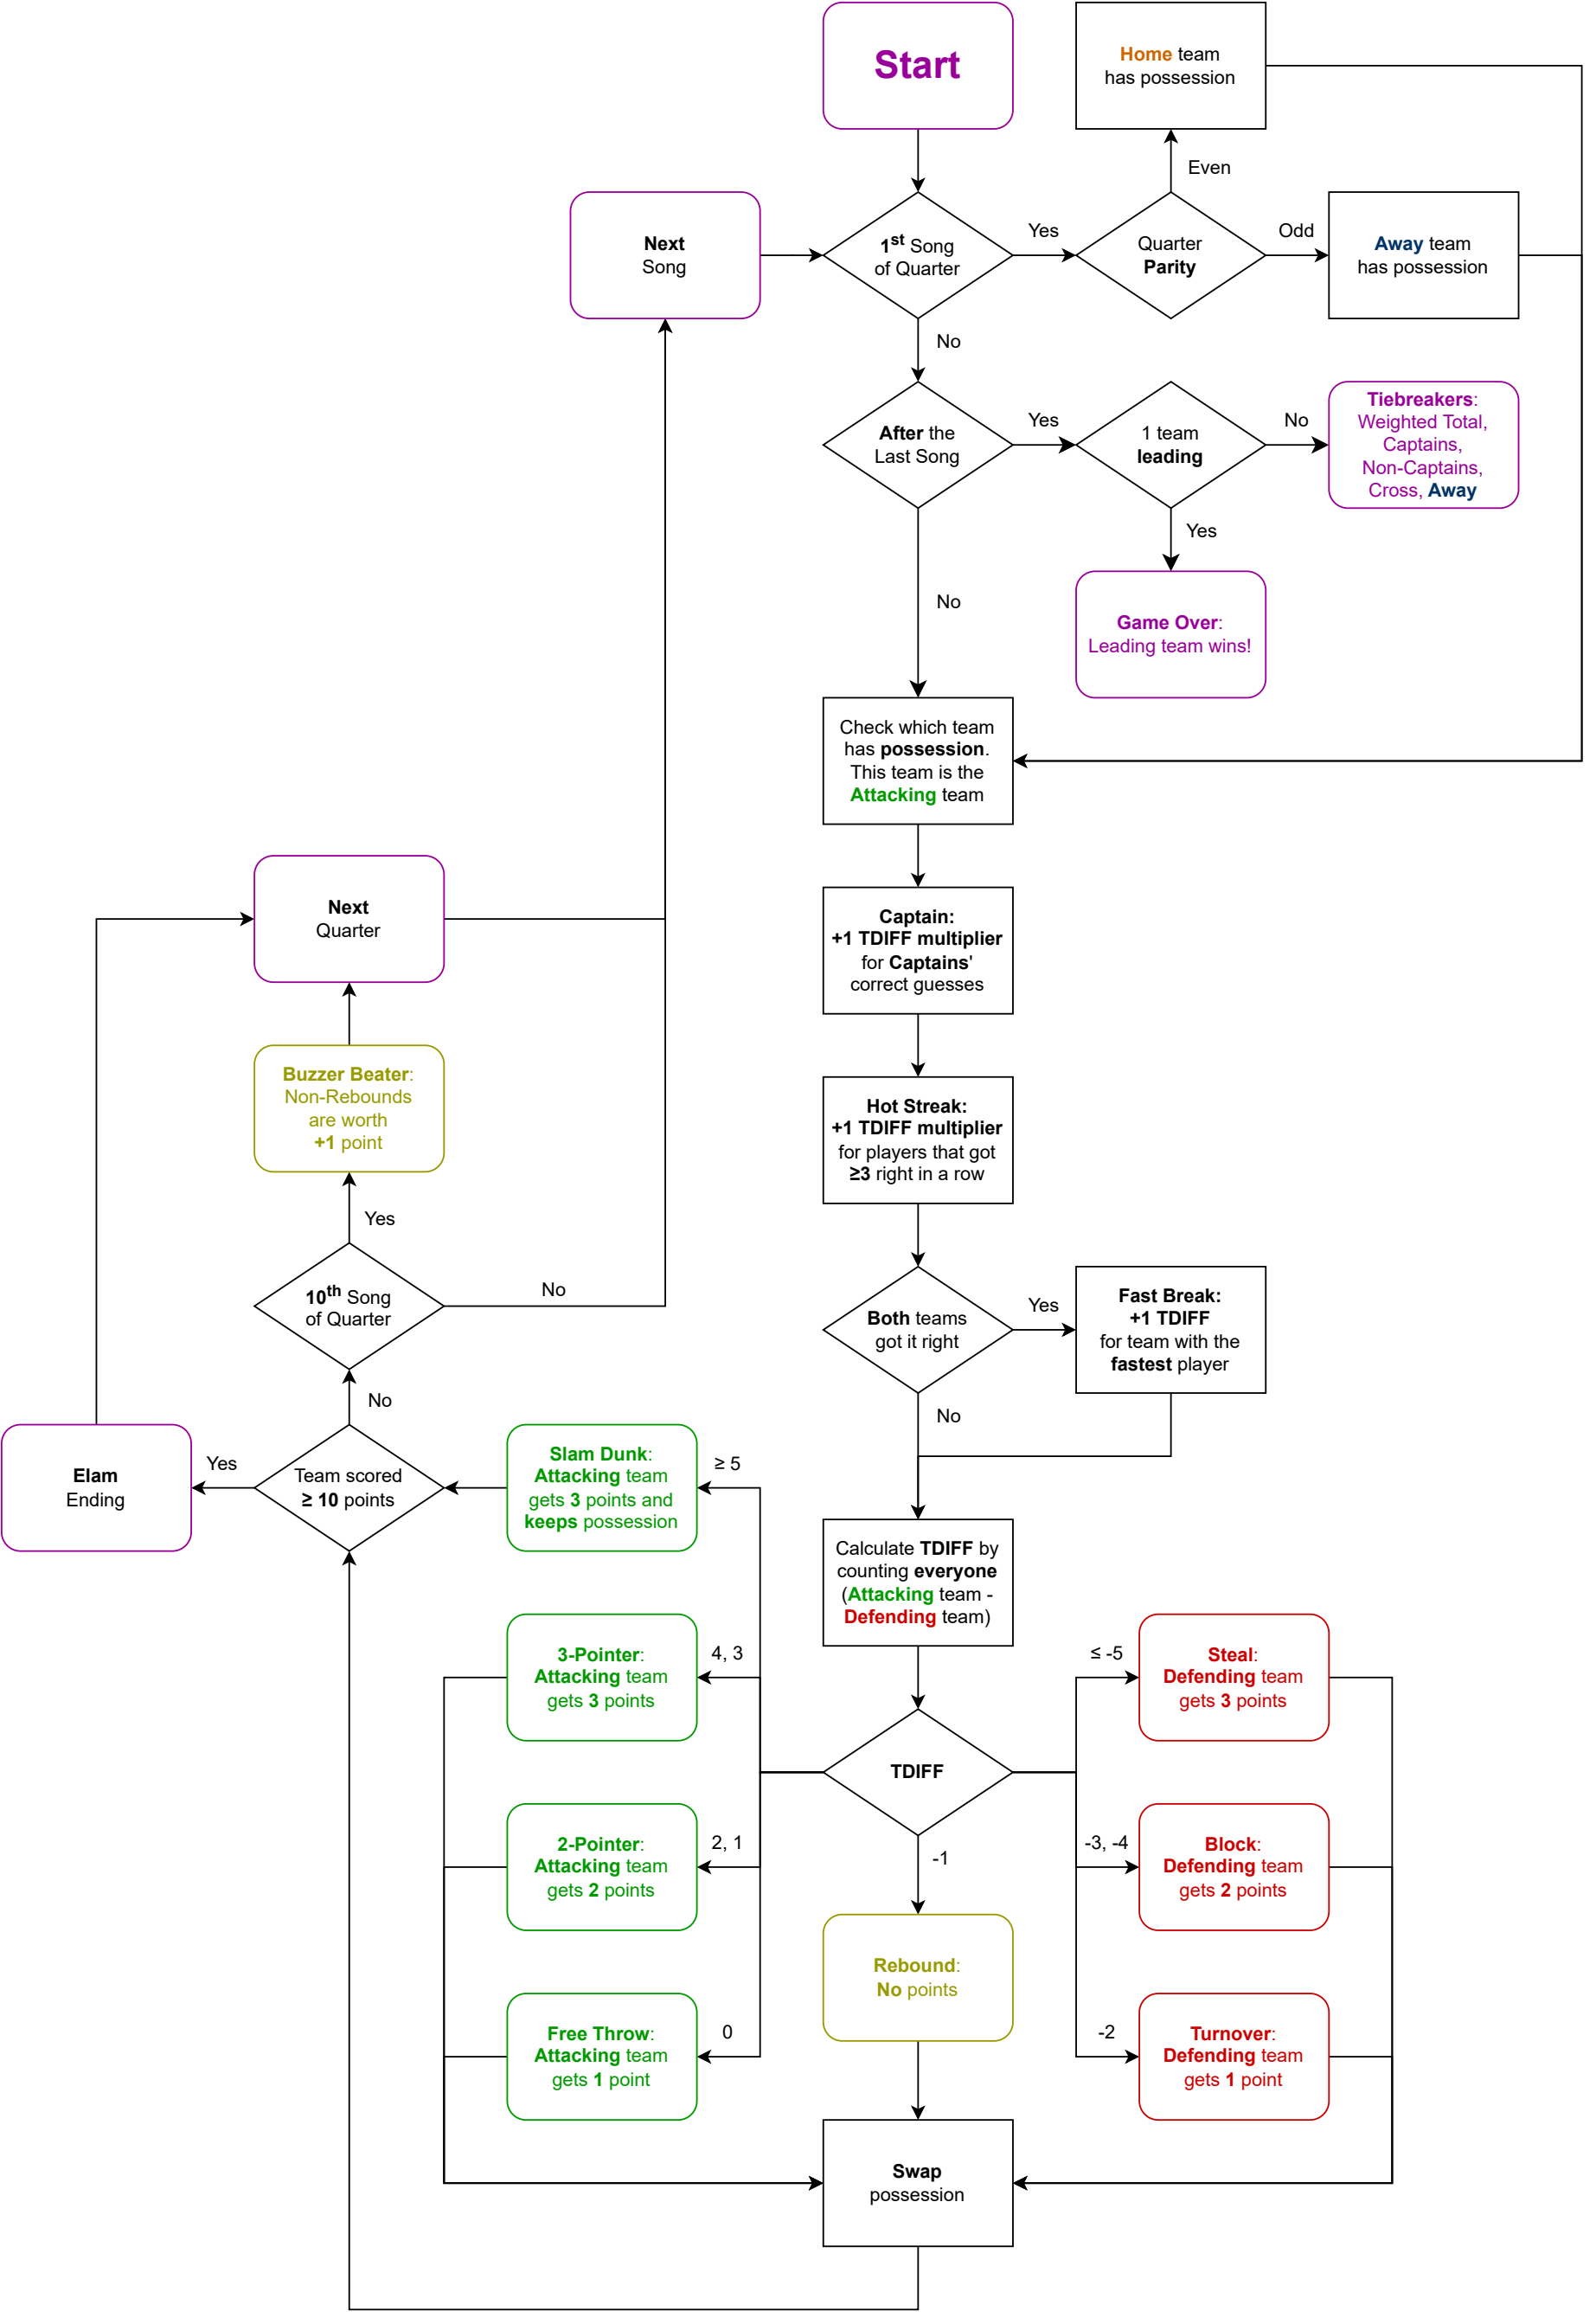 Start
Home team
has possession
Even
Next
Song
1st Song
of Quarter
Yes
Quarter
Parity
Odd
Away team
has possession
No
After the
Last Song
Yes
1 team
leading
No
Tiebreakers:
Weighted Total,
Captains,
Non-Captains,
Cross, Away
Yes
No
Game Over:
Leading team wins!
Check which team
has possession.
This team is the
Attacking team
Next
Quarter
Captain:
+1 TDIFF multiplier
for Captains'
correct guesses
Buzzer Beater:
Non-Rebounds
are worth
+1 point
Hot Streak:
+1 TDIFF multiplier
for players that got
≥3 right in a row
Yes
10th Song
of Quarter
No
Both teams
got it right
Yes
Fast Break:
+1 TDIFF
for team with the
fastest player
No
No
Elam
Ending
Yes
Team scored
≥ 10 points
Slam Dunk:
Attacking team
gets 3 points and
keeps possession
≥ 5
Calculate TDIFF by
counting everyone
(Attacking team -
Defending team)
3-Pointer:
Attacking team
gets 3 points
4, 3
≤ -5
Steal:
Defending team
gets 3 points
TDIFF
2-Pointer:
Attacking team
gets 2 points
2, 1
-1
-3, -4
Block:
Defending team
gets 2 points
Rebound:
No points
Free Throw:
Attacking team
gets 1 point
0
-2
Turnover:
Defending team
gets 1 point
Swap
possession